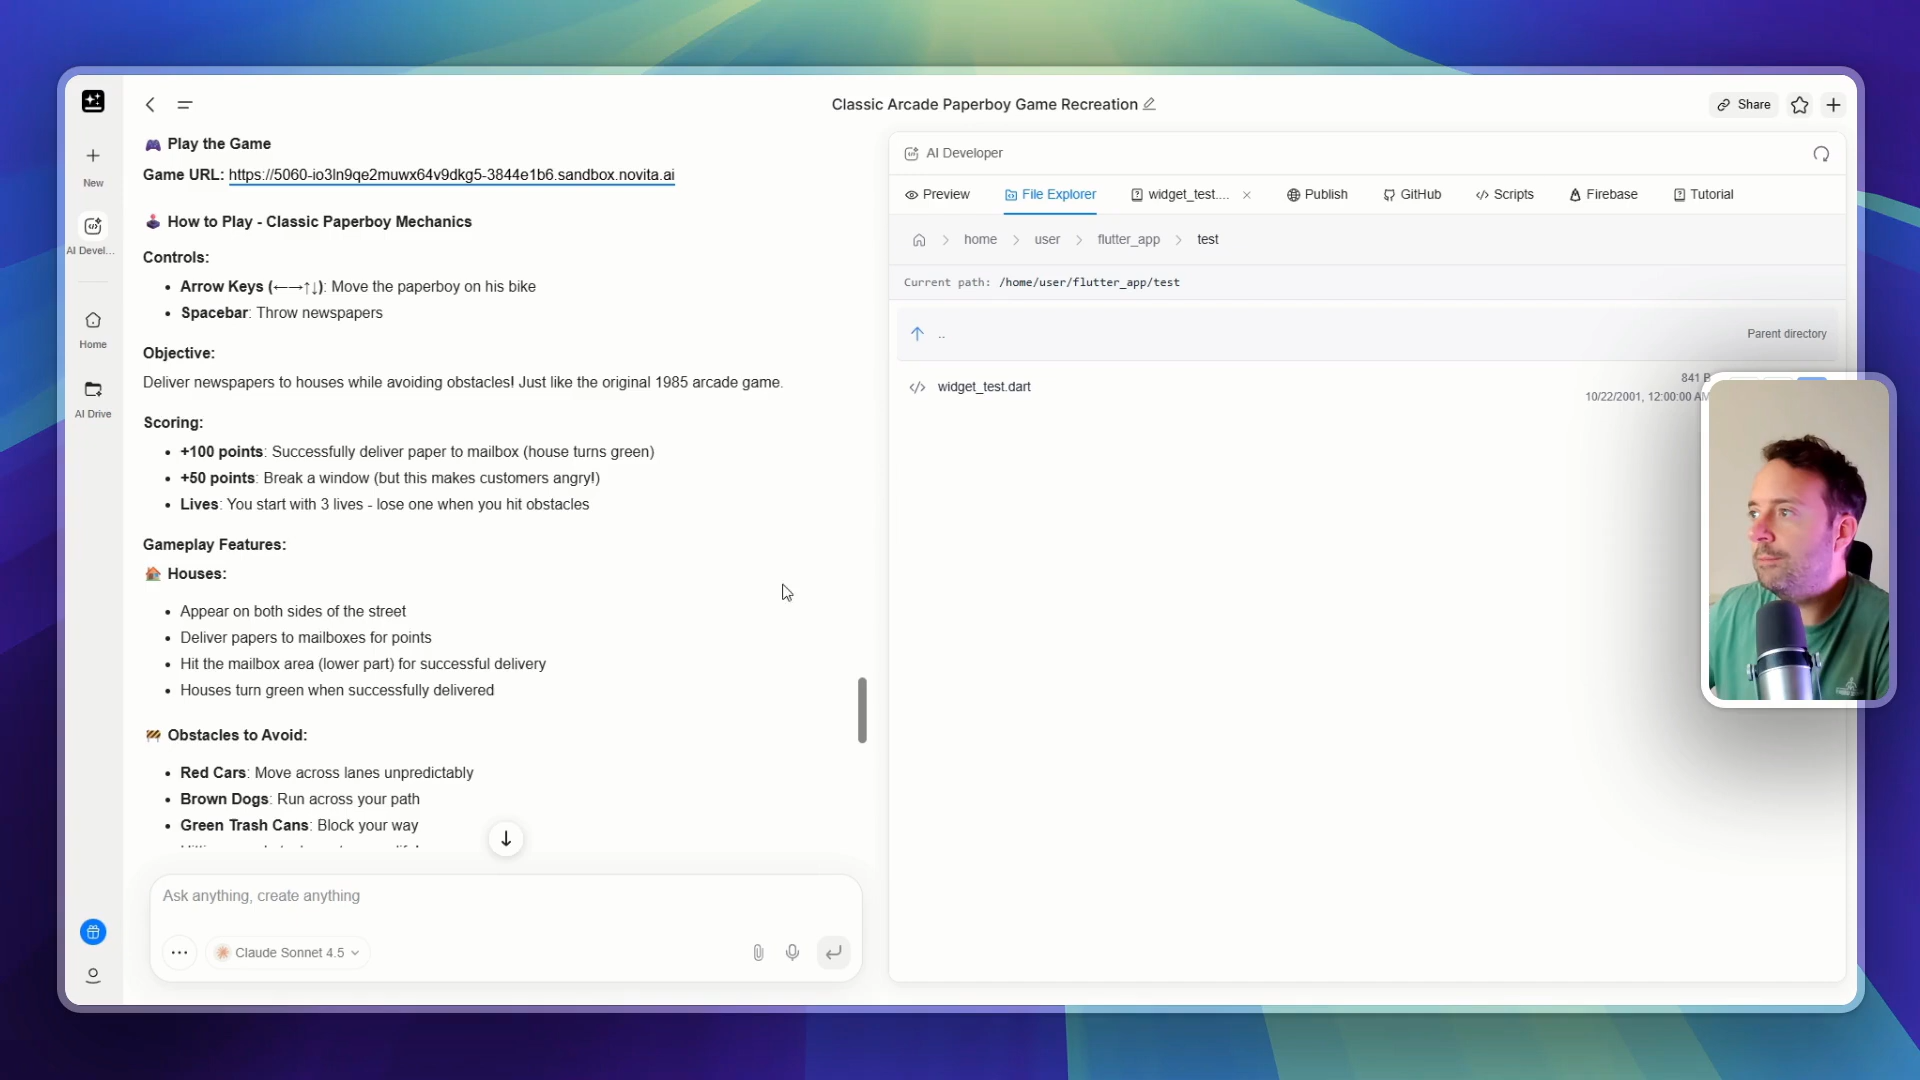 Classic Arcade Paperboy Game Recreation
Share
New
AI Devel...
Home
AI Drive
🎮 Play the Game
Game URL: https://5060-io3ln9qe2muwx64v9dkg5-3844e1b6.sandbox.novita.ai
🕹️ How to Play - Classic Paperboy Mechanics
Controls:
• Arrow Keys (←→↑↓): Move the paperboy on his bike
• Spacebar: Throw newspapers
Objective:
Deliver newspapers to houses while avoiding obstacles! Just like the original 1985 arcade game.
Scoring:
• +100 points: Successfully deliver paper to mailbox (house turns green)
• +50 points: Break a window (but this makes customers angry!)
• Lives: You start with 3 lives - lose one when you hit obstacles
Gameplay Features:
🏠 Houses:
• Appear on both sides of the street
• Deliver papers to mailboxes for points
• Hit the mailbox area (lower part) for successful delivery
• Houses turn green when successfully delivered
🚧 Obstacles to Avoid:
• Red Cars: Move across lanes unpredictably
• Brown Dogs: Run across your path
• Green Trash Cans: Block your way
Ask anything, create anything
Claude Sonnet 4.5
AI Developer
Preview
File Explorer
widget_test....
Publish
GitHub
Scripts
Firebase
Tutorial
home > user > flutter_app > test
Current path: /home/user/flutter_app/test
..
Parent directory
widget_test.dart
841 B
10/22/2001, 12:00:00 AM